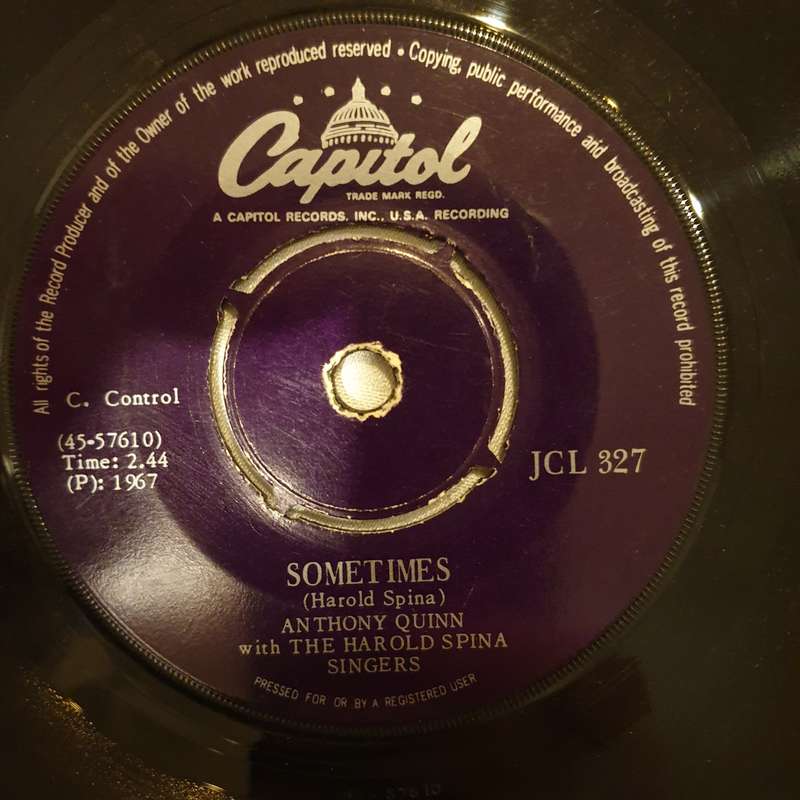 All rights of the Record Producer and of the Owner of the work reproduced reserved • Copying, public performance and broadcasting of this record prohibited
Capitol
TRADE MARK REGD.
A CAPITOL RECORDS, INC., U.S.A. RECORDING
C. Control
(45-57610)
Time: 2.44
(P): 1967
JCL 327
SOMETIMES
(Harold Spina)
ANTHONY QUINN
with THE HAROLD SPINA
SINGERS
PRESSED FOR OR BY A REGISTERED USER